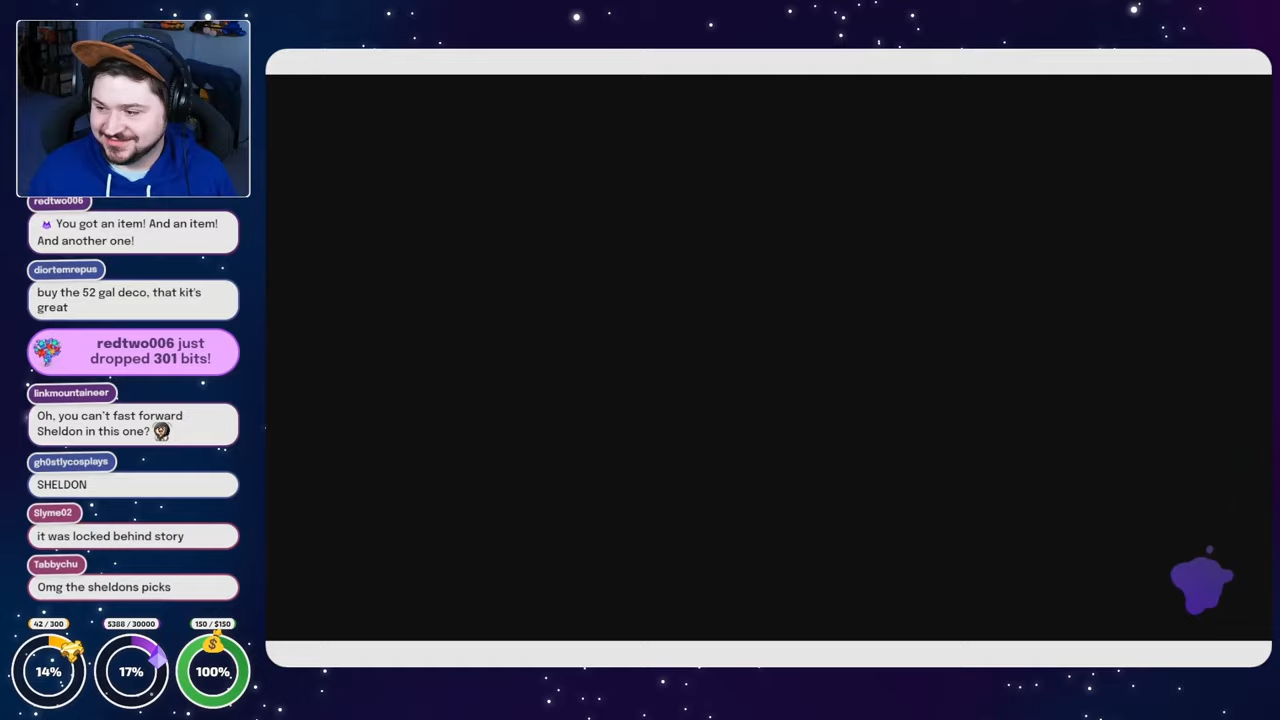 redtwo006
You got an item! And an item!
And another one!
diortemrepus
buy the 52 gal deco, that kit's
great
redtwo006 just
dropped 301 bits!
linkmountaineer
Oh, you can't fast forward
Sheldon in this one?
gh0stlycosplays
SHELDON
Slyme02
it was locked behind story
Tabbychu
Omg the sheldons picks
42 / 300
5388 / 30000
150 / $150
14%
17%
100%